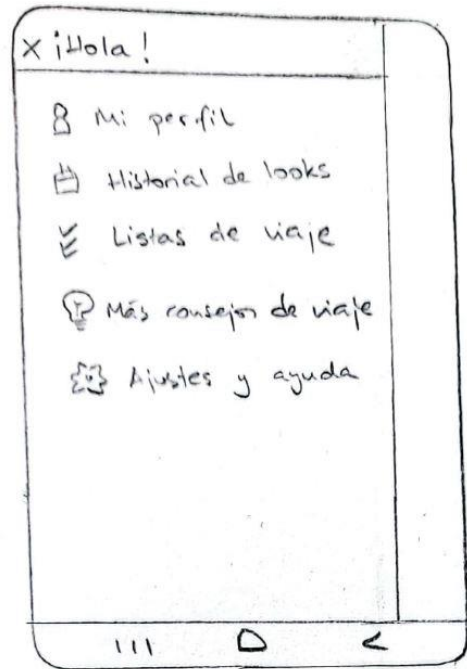 × ¡Hola!
Mi perfil
Historial de looks
Listas de viaje
Más consejos de viaje
Ajustes y ayuda